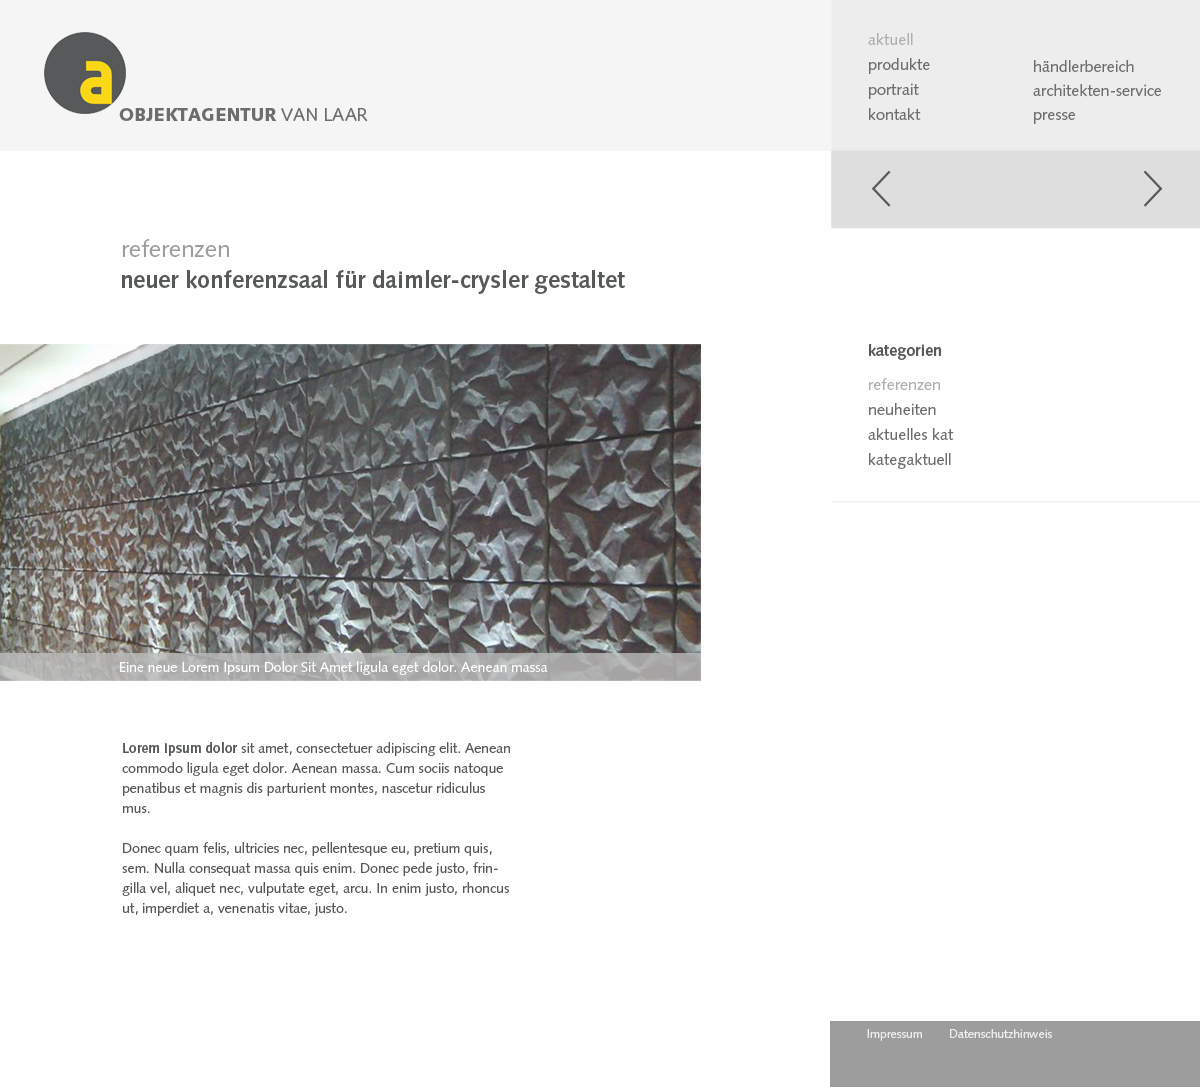 a
OBJEKTAGENTUR VAN LAAR
aktuell
produkte
portrait
kontakt
händlerbereich
architekten-service
presse
referenzen
neuer konferenzsaal für daimler-crysler gestaltet
Eine neue Lorem Ipsum Dolor Sit Amet ligula eget dolor. Aenean massa
Lorem ipsum dolor sit amet, consectetuer adipiscing elit. Aenean
commodo ligula eget dolor. Aenean massa. Cum sociis natoque
penatibus et magnis dis parturient montes, nascetur ridiculus
mus.
Donec quam felis, ultricies nec, pellentesque eu, pretium quis,
sem. Nulla consequat massa quis enim. Donec pede justo, frin-
gilla vel, aliquet nec, vulputate eget, arcu. In enim justo, rhoncus
ut, imperdiet a, venenatis vitae, justo.
kategorien
referenzen
neuheiten
aktuelles kat
kategaktuell
Impressum Datenschutzhinweis